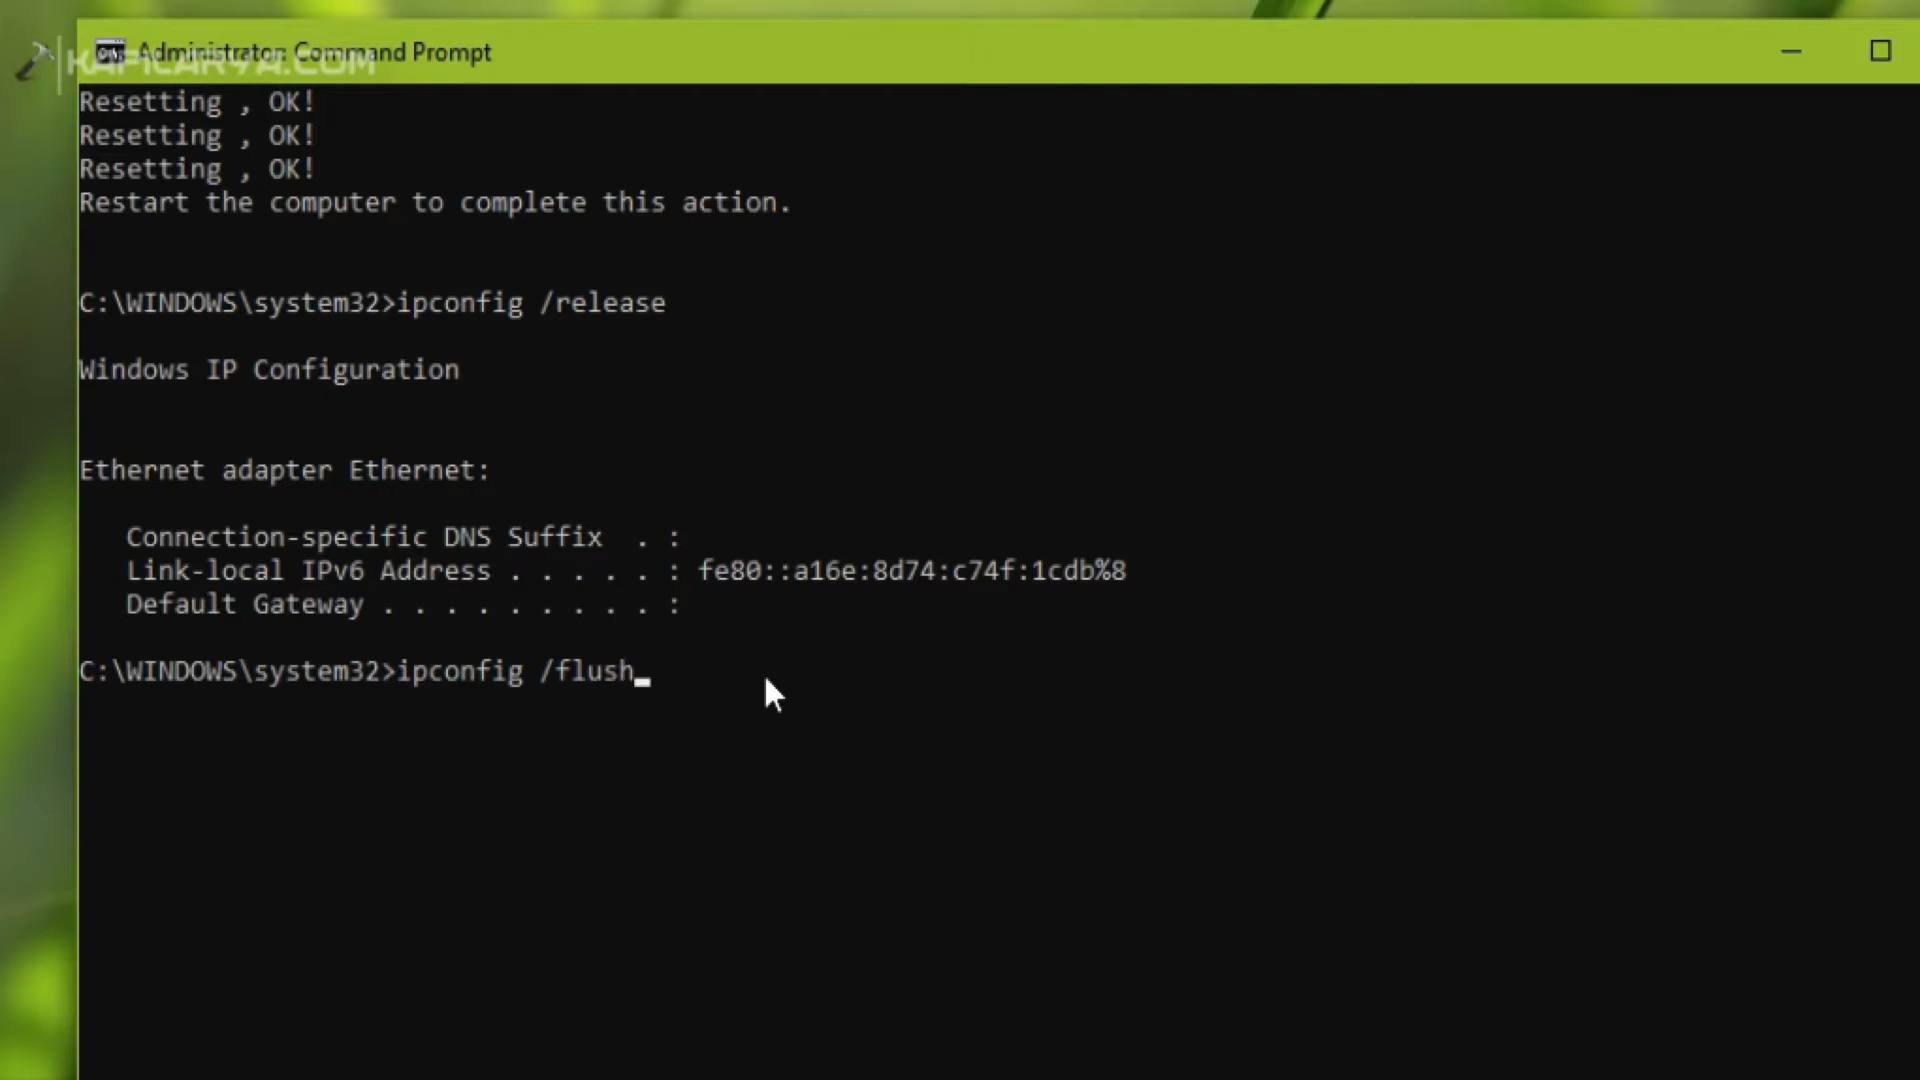 Administrator: Command Prompt
KAPILARYA.COM
Resetting , OK!
Resetting , OK!
Resetting , OK!
Restart the computer to complete this action.
C:\WINDOWS\system32>ipconfig /release
Windows IP Configuration
Ethernet adapter Ethernet:
Connection-specific DNS Suffix . :
Link-local IPv6 Address . . . . . : fe80::a16e:8d74:c74f:1cdb%8
Default Gateway . . . . . . . . . :
C:\WINDOWS\system32>ipconfig /flush